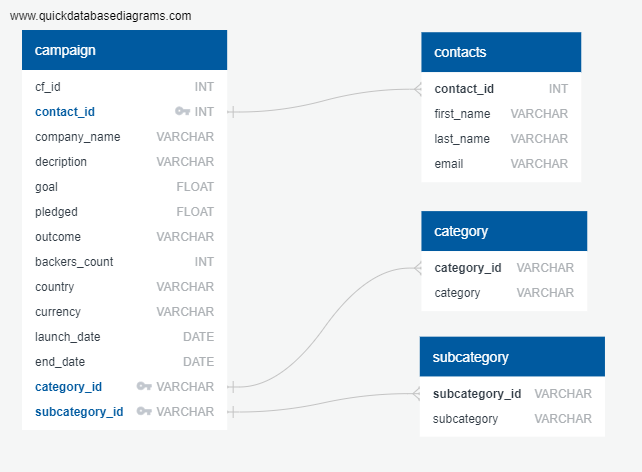 www.quickdatabasediagrams.com
campaign
cf_id INT
contact_id INT
company_name VARCHAR
decription VARCHAR
goal FLOAT
pledged FLOAT
outcome VARCHAR
backers_count INT
country VARCHAR
currency VARCHAR
launch_date DATE
end_date DATE
category_id VARCHAR
subcategory_id VARCHAR
contacts
contact_id INT
first_name VARCHAR
last_name VARCHAR
email VARCHAR
category
category_id VARCHAR
category VARCHAR
subcategory
subcategory_id VARCHAR
subcategory VARCHAR